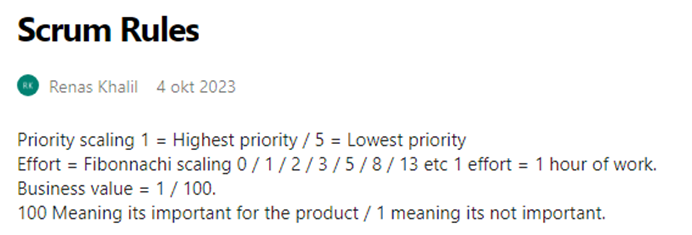 Scrum Rules
RK Renas Khalil 4 okt 2023
Priority scaling 1 = Highest priority / 5 = Lowest priority
Effort = Fibonnachi scaling 0 / 1 / 2 / 3 / 5 / 8 / 13 etc 1 effort = 1 hour of work.
Business value = 1 / 100.
100 Meaning its important for the product / 1 meaning its not important.